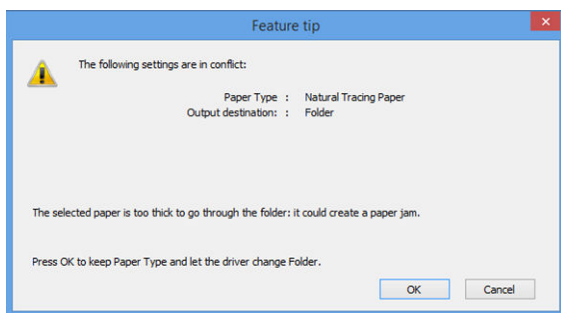 Feature tip
The following settings are in conflict:
Paper Type : Natural Tracing Paper
Output destination: : Folder
The selected paper is too thick to go through the folder: it could create a paper jam.
Press OK to keep Paper Type and let the driver change Folder.
OK Cancel